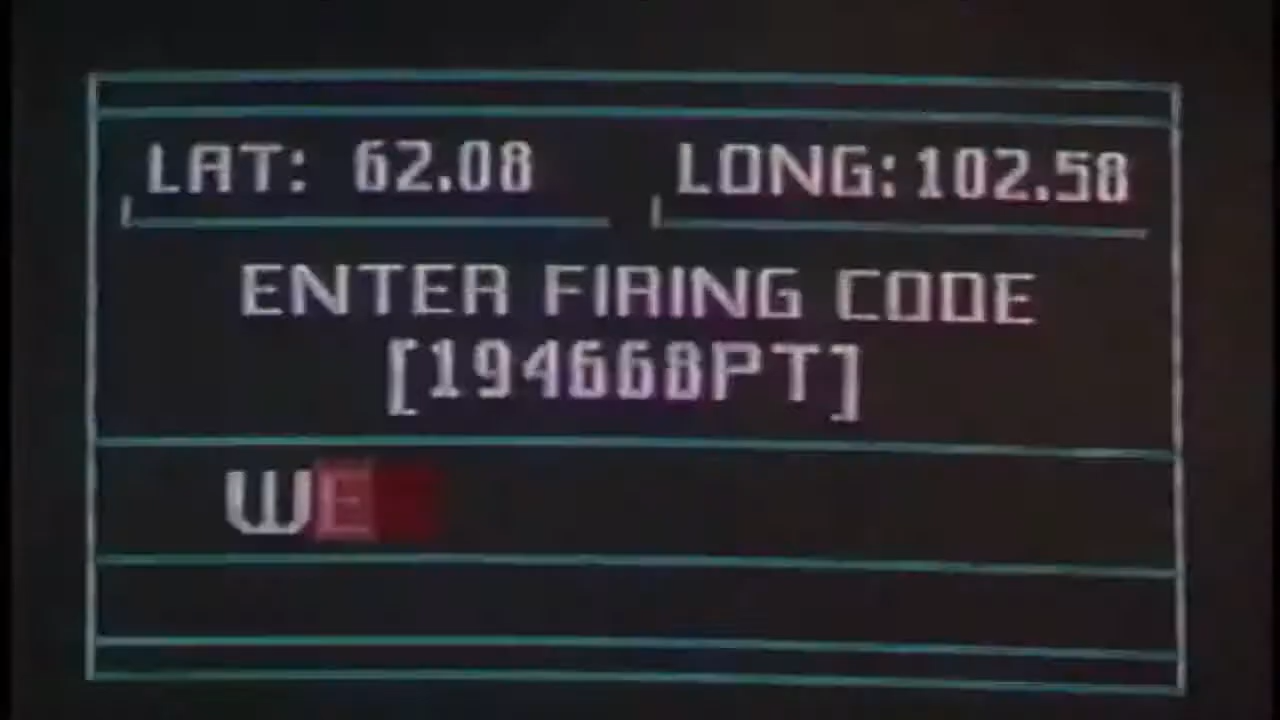 LAT: 62.08 LONG: 102.58
ENTER FIRING CODE
[194668PT]
WE